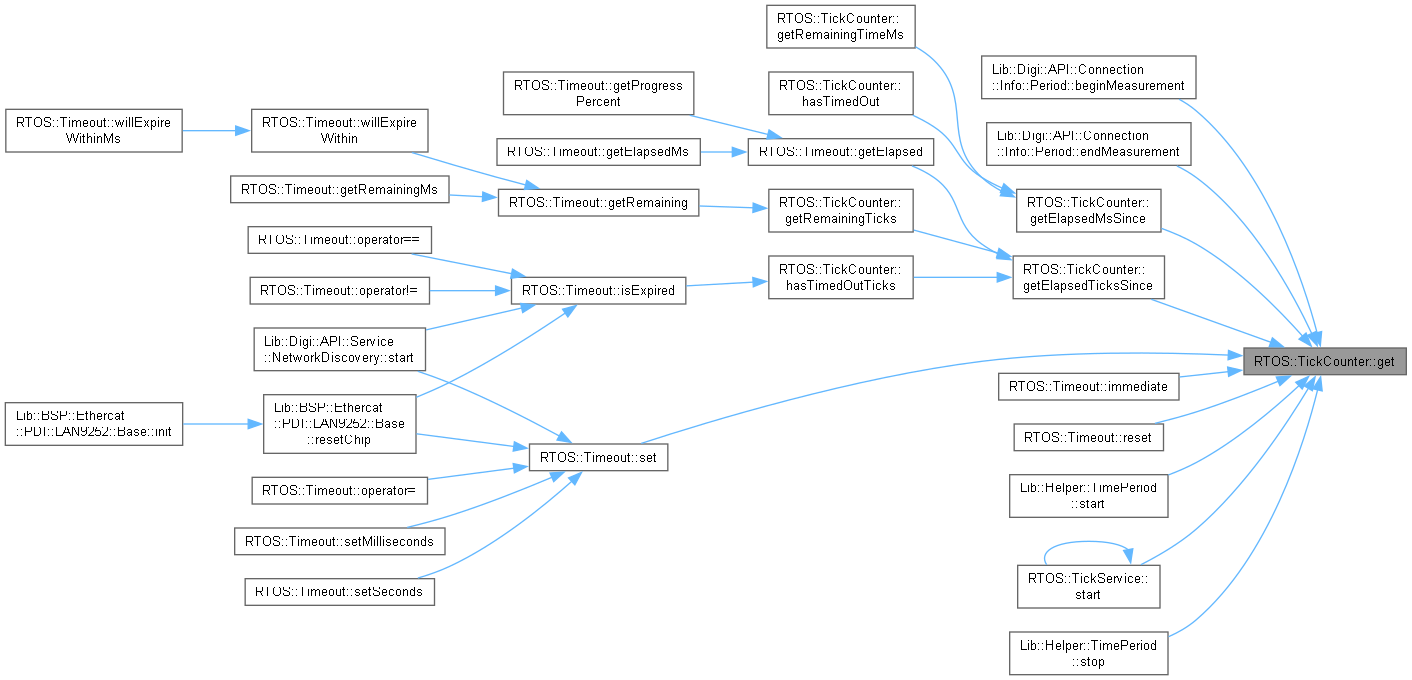 RTOS::TickCounter::
getRemainingTimeMs
Lib::Digi::API::Connection
::Info::Period::beginMeasurement
RTOS::Timeout::getProgress
Percent
RTOS::TickCounter::
hasTimedOut
RTOS::Timeout::willExpire
WithinMs
RTOS::Timeout::willExpire
Within
Lib::Digi::API::Connection
::Info::Period::endMeasurement
RTOS::Timeout::getElapsedMs
RTOS::Timeout::getElapsed
RTOS::Timeout::getRemainingMs
RTOS::Timeout::getRemaining
RTOS::TickCounter::
getRemainingTicks
RTOS::TickCounter::
getElapsedMsSince
RTOS::Timeout::operator==
RTOS::Timeout::operator!=
RTOS::Timeout::isExpired
RTOS::TickCounter::
hasTimedOutTicks
RTOS::TickCounter::
getElapsedTicksSince
Lib::Digi::API::Service
::NetworkDiscovery::start
RTOS::TickCounter::get
RTOS::Timeout::immediate
Lib::BSP::Ethercat
::PDI::LAN9252::Base::init
Lib::BSP::Ethercat
::PDI::LAN9252::Base
::resetChip
RTOS::Timeout::reset
RTOS::Timeout::set
RTOS::Timeout::operator=
Lib::Helper::TimePeriod
::start
RTOS::Timeout::setMilliseconds
RTOS::Timeout::setSeconds
RTOS::TickService::
start
Lib::Helper::TimePeriod
::stop